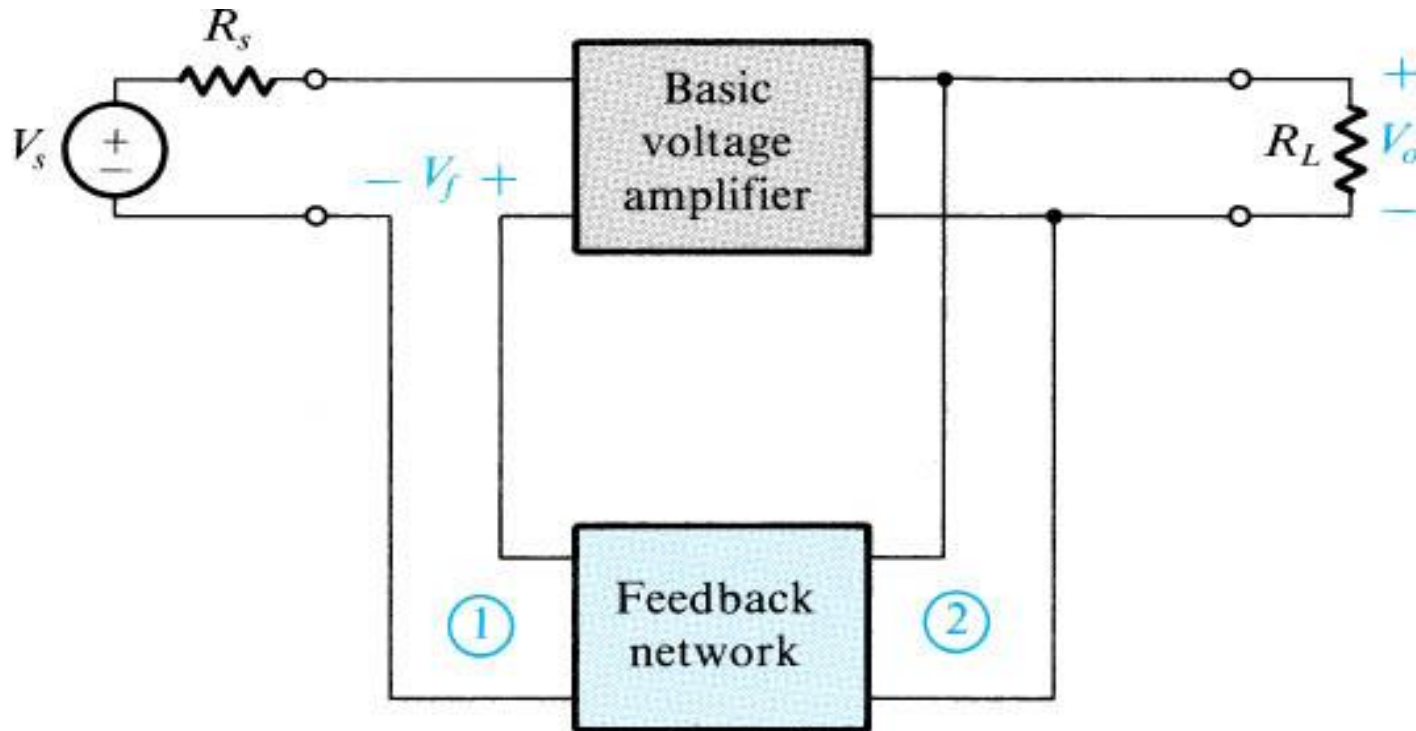 R_s
V_s
+
−
− V_f +
Basic
voltage
amplifier
R_L
+
V_o
−
1
Feedback
network
2